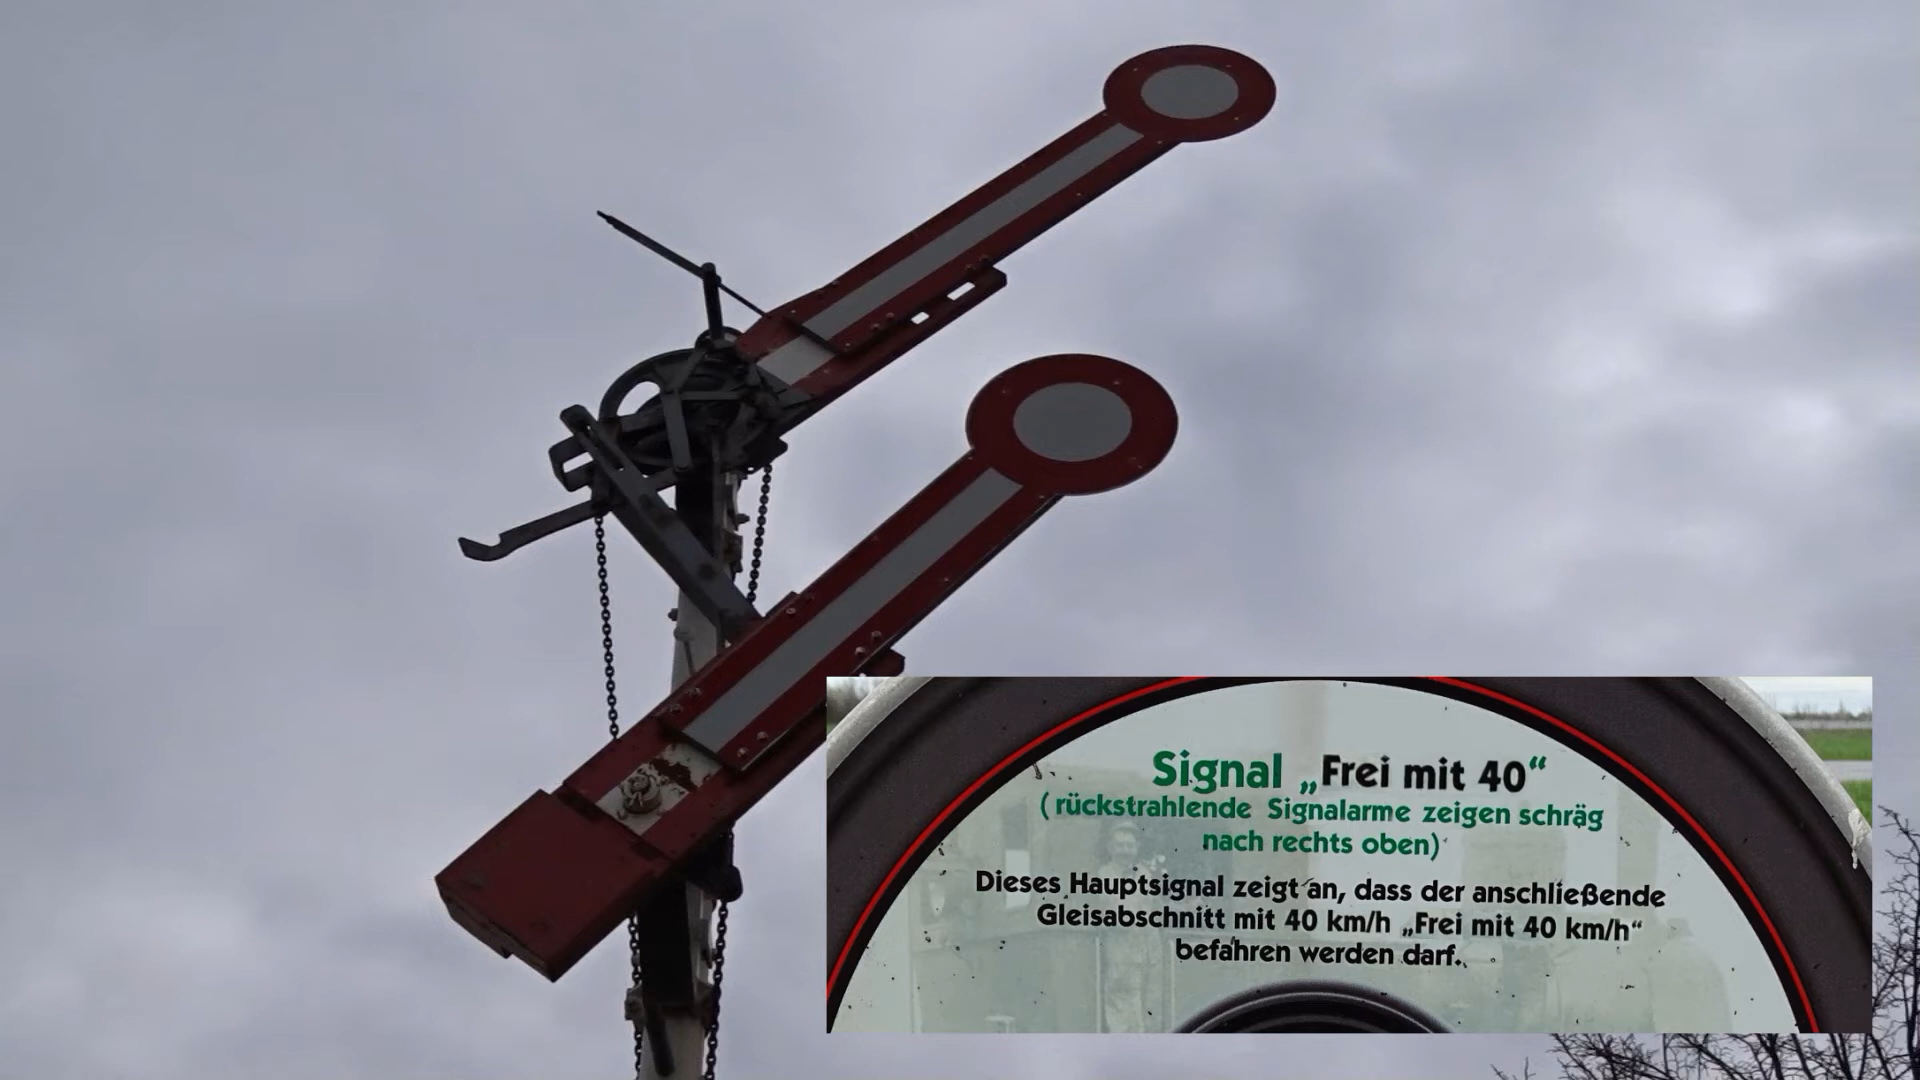 Signal „Frei mit 40“
(rückstrahlende Signalarme zeigen schräg
nach rechts oben)
Dieses Hauptsignal zeigt an, dass der anschließende
Gleisabschnitt mit 40 km/h „Frei mit 40 km/h“
befahren werden darf.